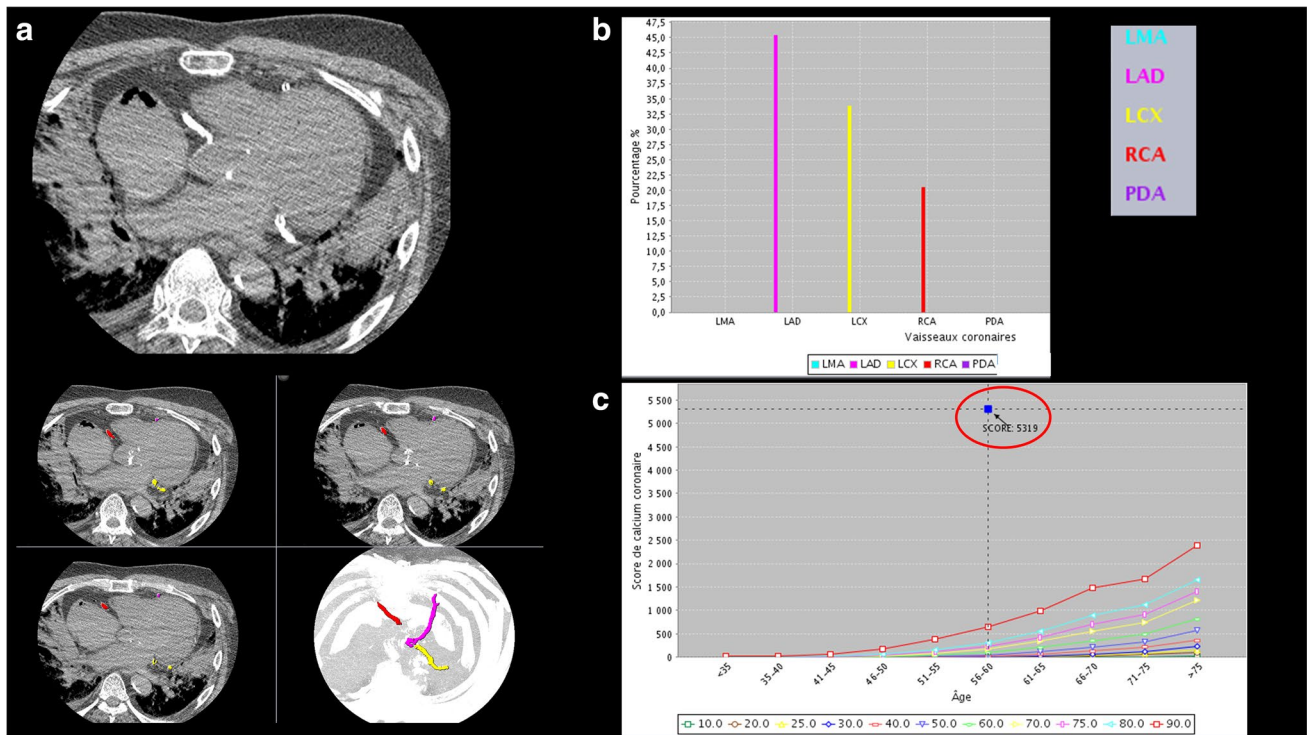 a
b
47,5
45,0
42,5
40,0
37,5
35,0
32,5
30,0
27,5
25,0
22,5
20,0
17,5
15,0
12,5
10,0
7,5
5,0
2,5
0,0
Pourcentage %
LMA LAD LCX RCA PDA
Vaisseaux coronaires
LMA LAD LCX RCA PDA
LMA
LAD
LCX
RCA
PDA
c
5 500
5 000
4 500
4 000
3 500
3 000
2 500
2 000
1 500
1 000
500
0
Score de calcium coronaire
SCORE: 5319
<35 35-40 41-45 46-50 51-55 56-60 61-65 66-70 71-75 >75
Âge
10.0 20.0 25.0 30.0 40.0 50.0 60.0 70.0 75.0 80.0 90.0